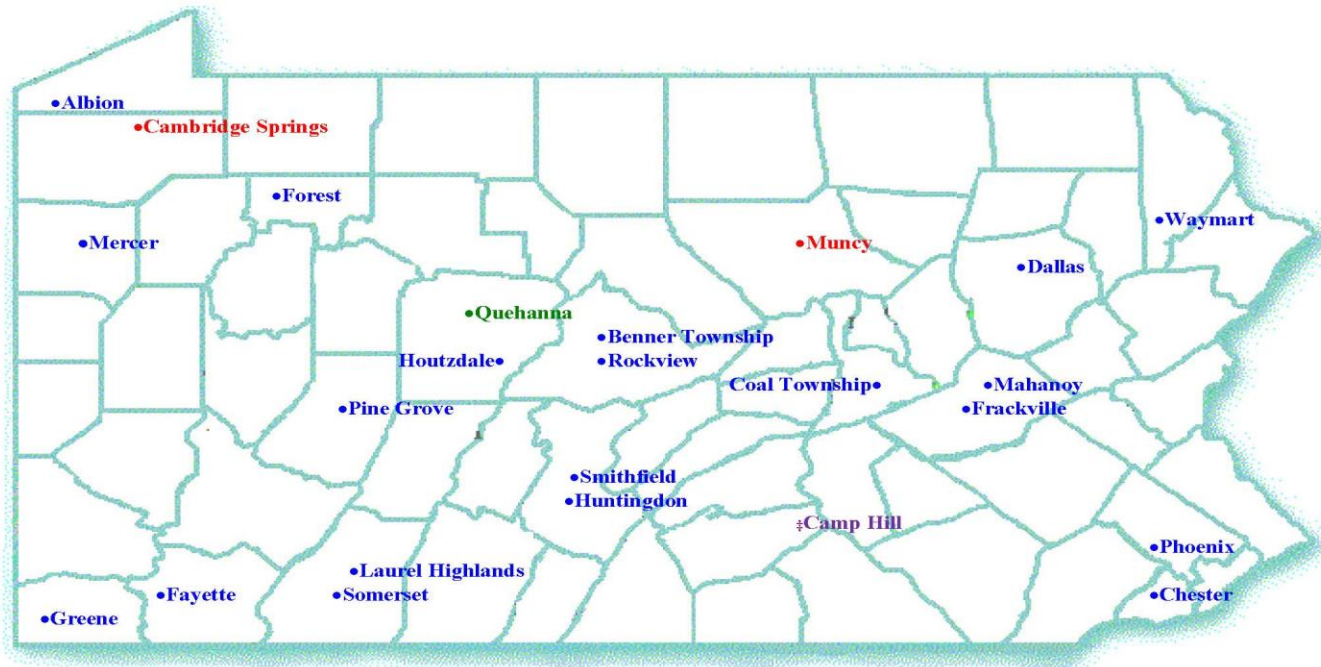 Albion
Cambridge Springs
Forest
Waymart
Mercer
Muncy
Dallas
Quehanna
Benner Township
Houtzdale
Rockview
Coal Township
Mahanoy
Pine Grove
Frackville
Smithfield
Huntingdon
‡Camp Hill
Phoenix
Laurel Highlands
Fayette
Somerset
Chester
Greene